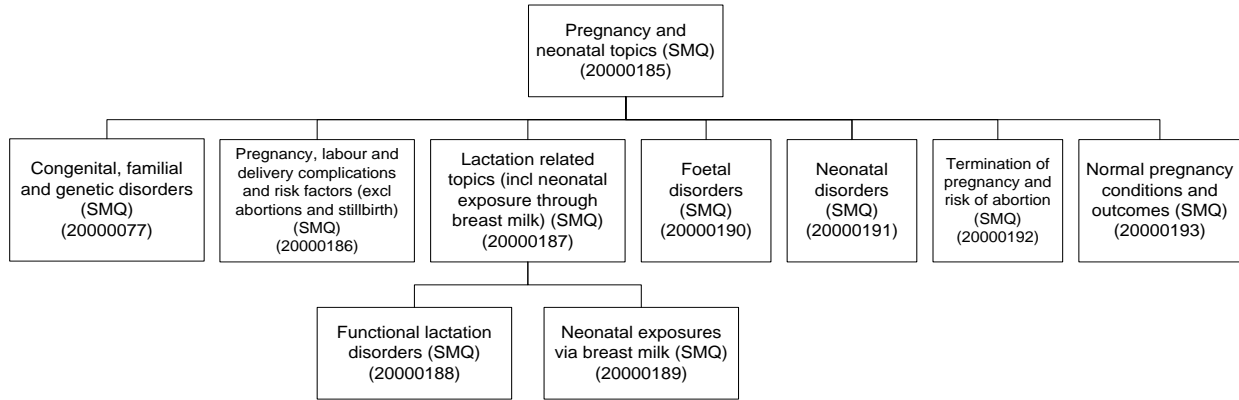 Pregnancy and
neonatal topics (SMQ)
(20000185)
Congenital, familial
and genetic disorders
(SMQ)
(20000077)
Pregnancy, labour and
delivery complications
and risk factors (excl
abortions and stillbirth)
(SMQ)
(20000186)
Lactation related
topics (incl neonatal
exposure through
breast milk) (SMQ)
(20000187)
Foetal
disorders
(SMQ)
(20000190)
Neonatal
disorders
(SMQ)
(20000191)
Termination of
pregnancy and
risk of abortion
(SMQ)
(20000192)
Normal pregnancy
conditions and
outcomes (SMQ)
(20000193)
Functional lactation
disorders (SMQ)
(20000188)
Neonatal exposures
via breast milk (SMQ)
(20000189)